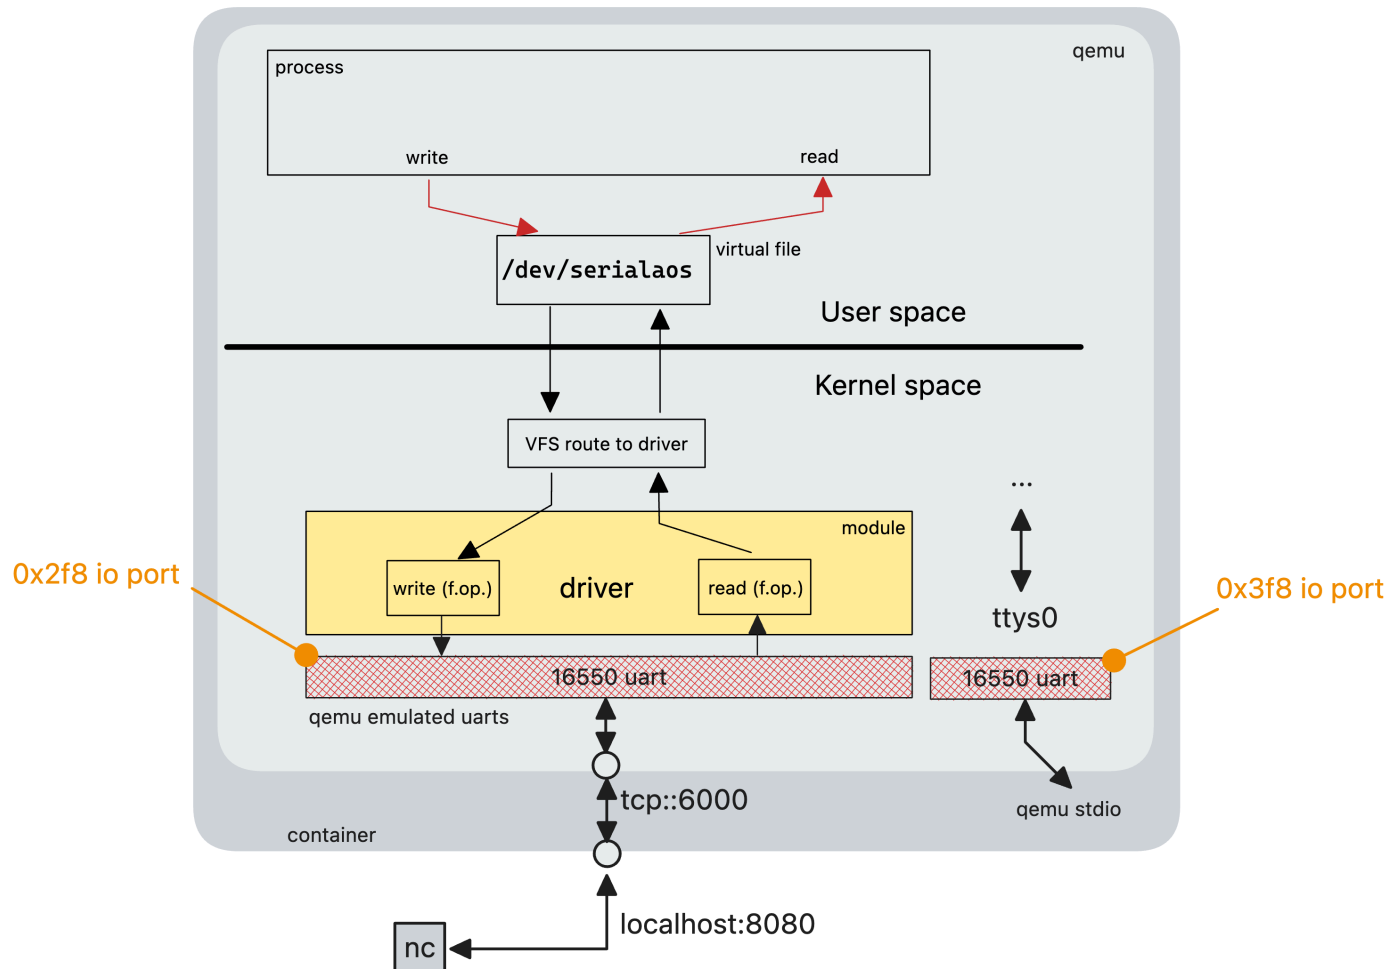 qemu
process
write
read
virtual file
/dev/serialaos
User space
Kernel space
VFS route to driver
...
module
0x2f8 io port
write (f.op.)
driver
read (f.op.)
0x3f8 io port
ttys0
16550 uart
16550 uart
qemu emulated uarts
tcp::6000
qemu stdio
container
localhost:8080
nc